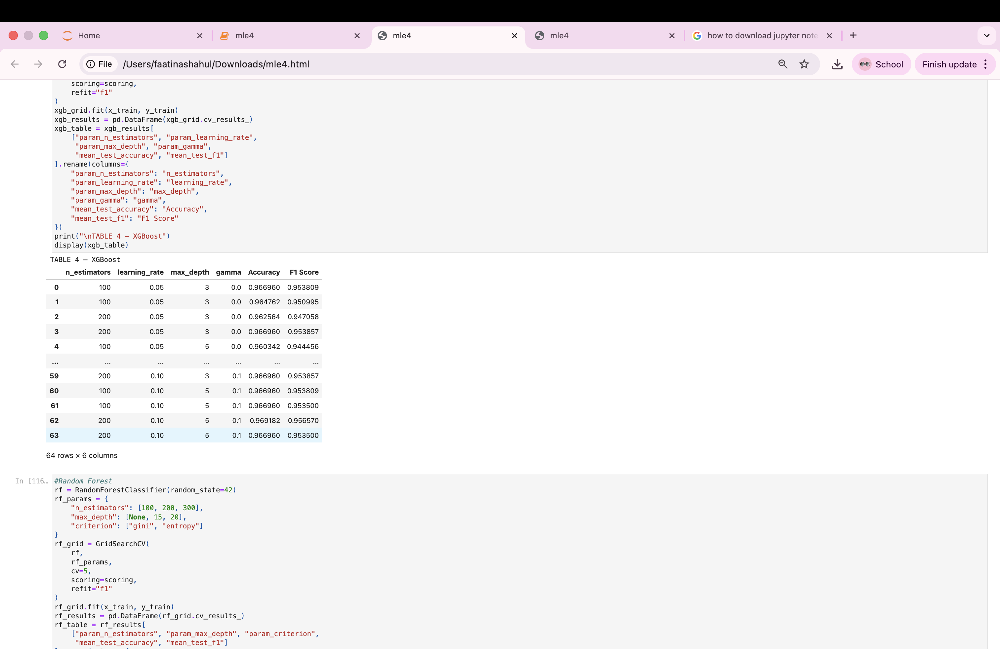 Home
mle4
mle4
mle4
how to download jupyter note
File /Users/faatinashahul/Downloads/mle4.html
School
Finish update
    scoring=scoring,
    refit="f1"
)
xgb_grid.fit(x_train, y_train)
xgb_results = pd.DataFrame(xgb_grid.cv_results_)
xgb_table = xgb_results[
    ["param_n_estimators", "param_learning_rate",
     "param_max_depth", "param_gamma",
     "mean_test_accuracy", "mean_test_f1"]
].rename(columns={
    "param_n_estimators": "n_estimators",
    "param_learning_rate": "learning_rate",
    "param_max_depth": "max_depth",
    "param_gamma": "gamma",
    "mean_test_accuracy": "Accuracy",
    "mean_test_f1": "F1 Score"
})
print("\nTABLE 4 – XGBoost")
display(xgb_table)
TABLE 4 – XGBoost
n_estimators learning_rate max_depth gamma Accuracy F1 Score
0 100 0.05 3 0.0 0.966960 0.953809
1 100 0.05 3 0.0 0.964762 0.950995
2 200 0.05 3 0.0 0.962564 0.947058
3 200 0.05 3 0.0 0.966960 0.953857
4 100 0.05 5 0.0 0.960342 0.944456
... ... ... ... ... ... ...
59 200 0.10 3 0.1 0.966960 0.953857
60 100 0.10 5 0.1 0.966960 0.953809
61 100 0.10 5 0.1 0.966960 0.953500
62 200 0.10 5 0.1 0.969182 0.956570
63 200 0.10 5 0.1 0.966960 0.953500
64 rows × 6 columns
In [116…
#Random Forest
rf = RandomForestClassifier(random_state=42)
rf_params = {
    "n_estimators": [100, 200, 300],
    "max_depth": [None, 15, 20],
    "criterion": ["gini", "entropy"]
}
rf_grid = GridSearchCV(
    rf,
    rf_params,
    cv=5,
    scoring=scoring,
    refit="f1"
)
rf_grid.fit(x_train, y_train)
rf_results = pd.DataFrame(rf_grid.cv_results_)
rf_table = rf_results[
    ["param_n_estimators", "param_max_depth", "param_criterion",
     "mean_test_accuracy", "mean_test_f1"]